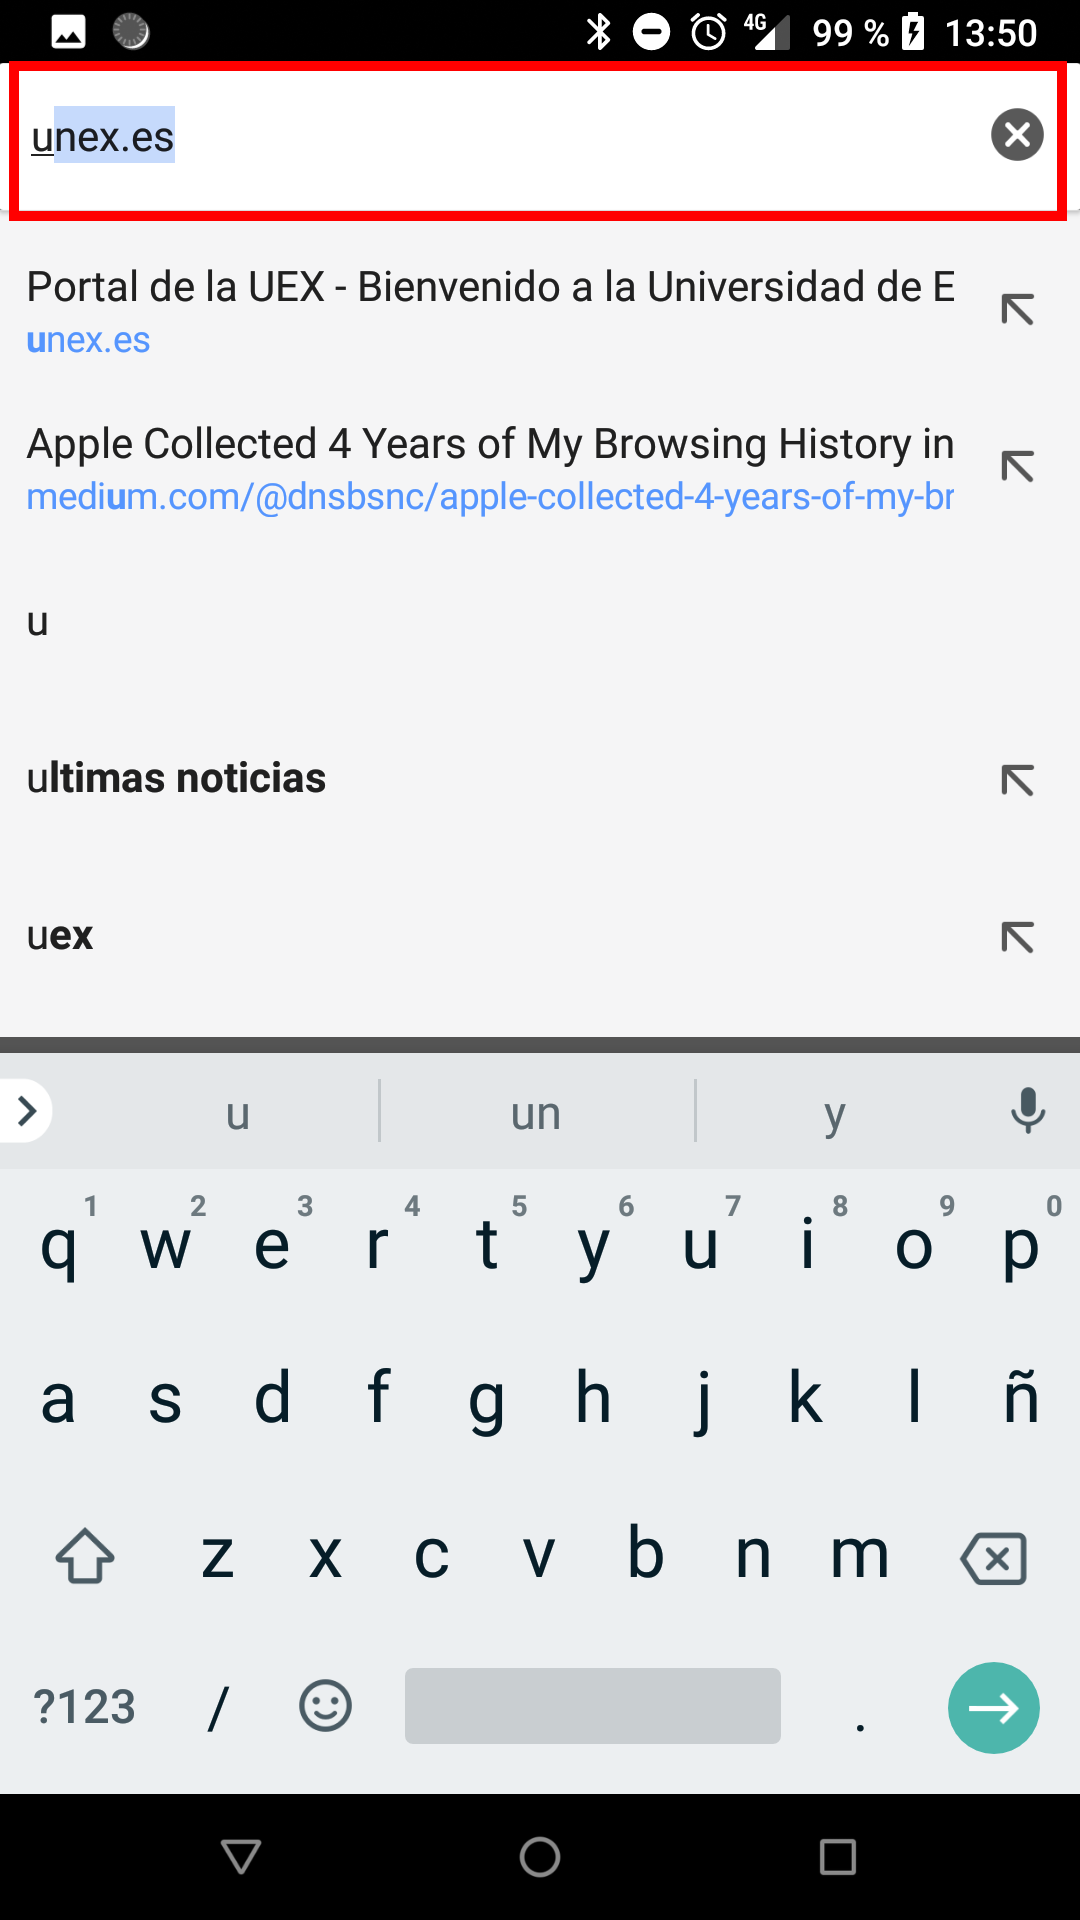 4G 99 % 13:50
unex.es
Portal de la UEX - Bienvenido a la Universidad de E
unex.es
Apple Collected 4 Years of My Browsing History in
medium.com/@dnsbsnc/apple-collected-4-years-of-my-br
u
ultimas noticias
uex
u un y
1 2 3 4 5 6 7 8 9 0
q w e r t y u i o p
a s d f g h j k l ñ
z x c v b n m
?123 / .